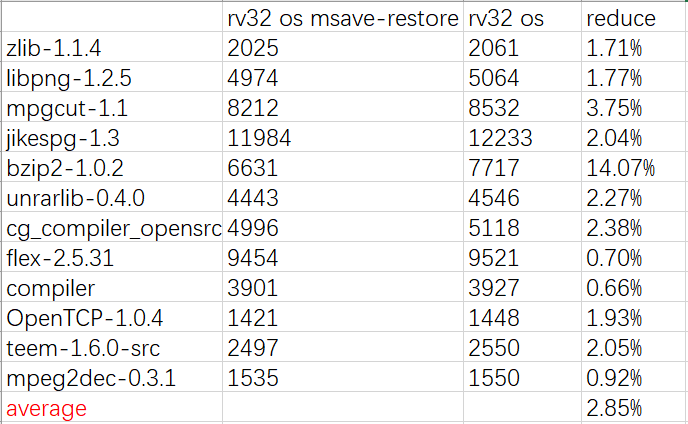 rv32 os msave-restore rv32 os reduce
zlib-1.1.4 2025 2061 1.71%
libpng-1.2.5 4974 5064 1.77%
mpgcut-1.1 8212 8532 3.75%
jikespg-1.3 11984 12233 2.04%
bzip2-1.0.2 6631 7717 14.07%
unrarlib-0.4.0 4443 4546 2.27%
cg_compiler_opensrc 4996 5118 2.38%
flex-2.5.31 9454 9521 0.70%
compiler 3901 3927 0.66%
OpenTCP-1.0.4 1421 1448 1.93%
teem-1.6.0-src 2497 2550 2.05%
mpeg2dec-0.3.1 1535 1550 0.92%
average 2.85%